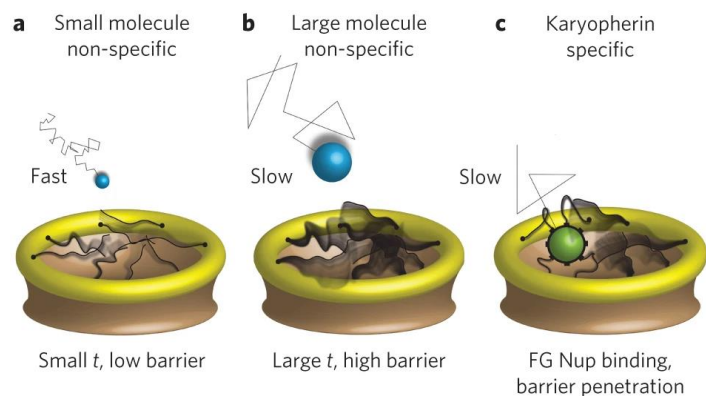 a Small molecule
non-specific
Fast
Small t, low barrier
b Large molecule
non-specific
Slow
Large t, high barrier
c Karyopherin
specific
Slow
FG Nup binding,
barrier penetration